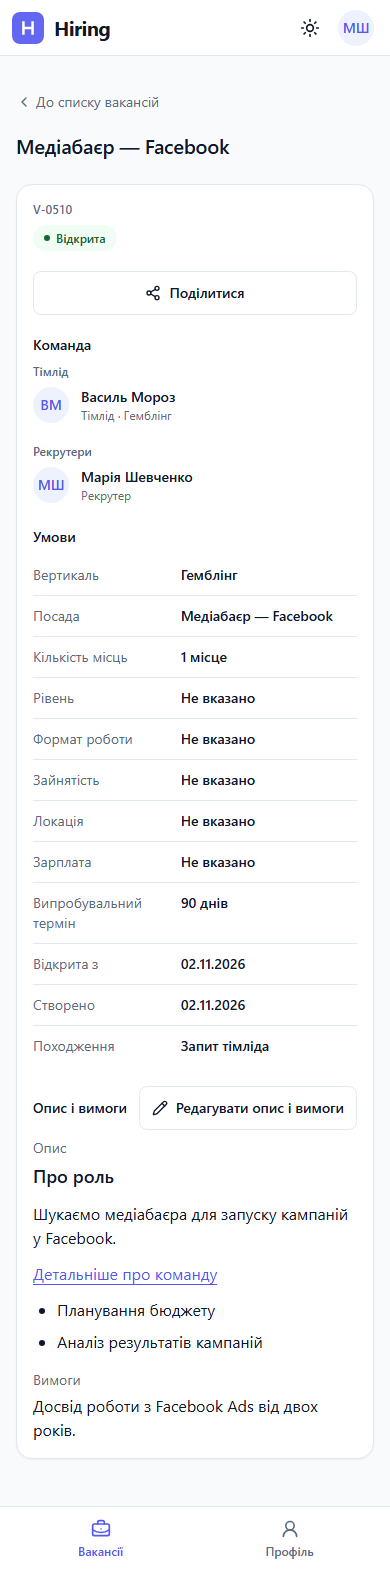 H Hiring
МШ
До списку вакансій
Медіабаєр — Facebook
V-0510
Відкрита
Поділитися
Команда
Тімлід
ВМ
Василь Мороз
Тімлід · Гемблінг
Рекрутери
МШ
Марія Шевченко
Рекрутер
Умови
Вертикаль Гемблінг
Посада Медіабаєр — Facebook
Кількість місць 1 місце
Рівень Не вказано
Формат роботи Не вказано
Зайнятість Не вказано
Локація Не вказано
Зарплата Не вказано
Випробувальний 90 днів
термін
Відкрита з 02.11.2026
Створено 02.11.2026
Походження Запит тімліда
Опис і вимоги Редагувати опис і вимоги
Опис
Про роль
Шукаємо медіабаєра для запуску кампаній
у Facebook.
Детальніше про команду
Планування бюджету
Аналіз результатів кампаній
Вимоги
Досвід роботи з Facebook Ads від двох
років.
Вакансії Профіль